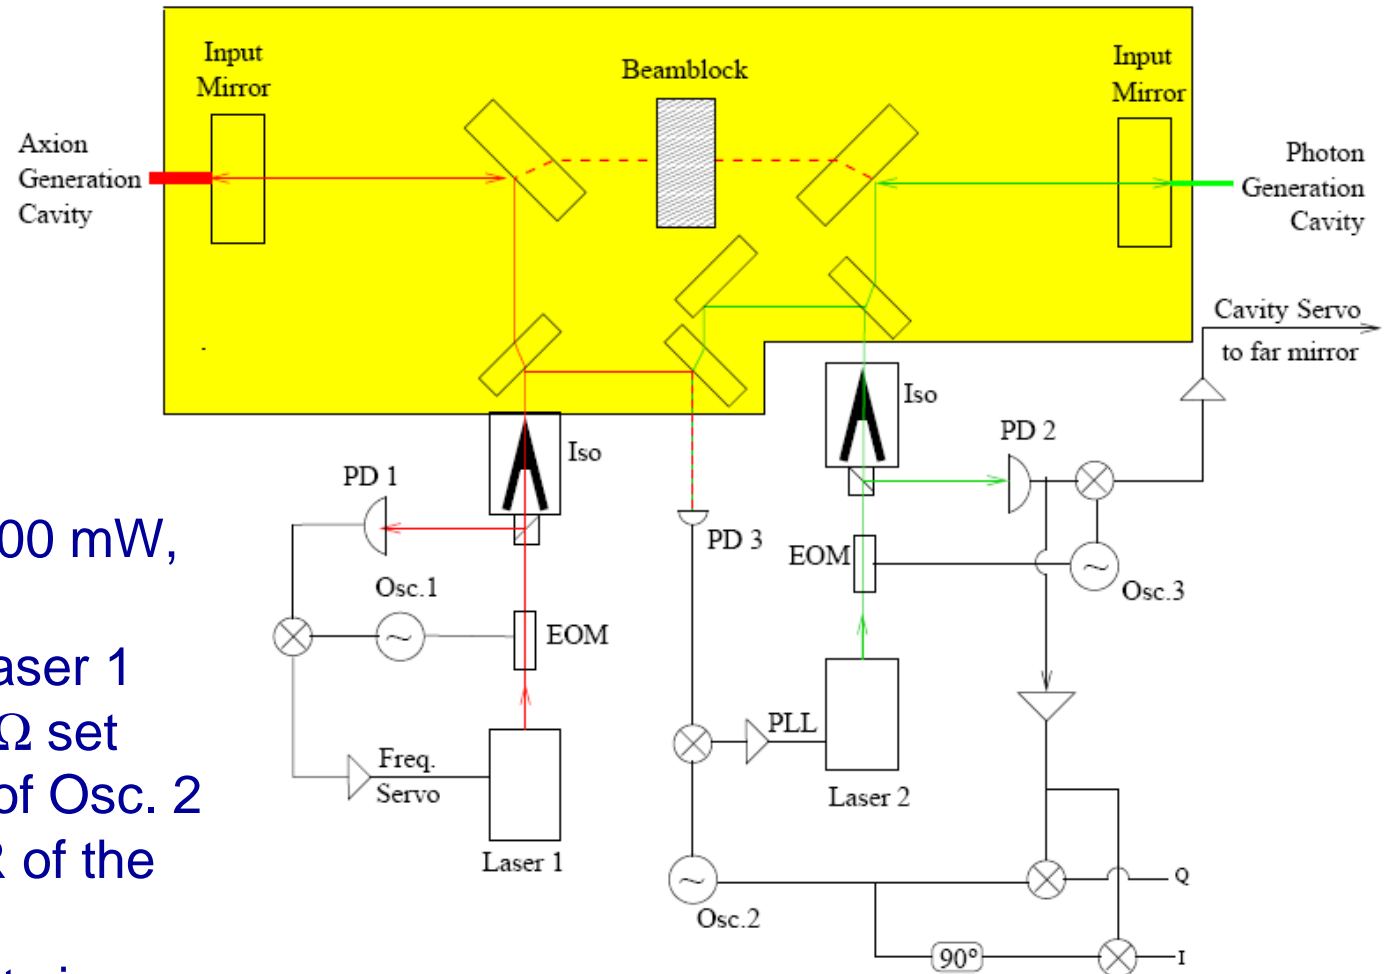 Input
Mirror
Beamblock
Input
Mirror
Axion
Generation
Cavity
Photon
Generation
Cavity
Cavity Servo
to far mirror
Iso
Iso
PD 1
PD 2
PD 3
EOM
Osc.1
EOM
Osc.3
00 mW,
aser 1
Ω set
of Osc. 2
R of the
~
~
~
PLL
Freq.
Servo
Laser 1
Laser 2
Osc.2
Q
90°
I